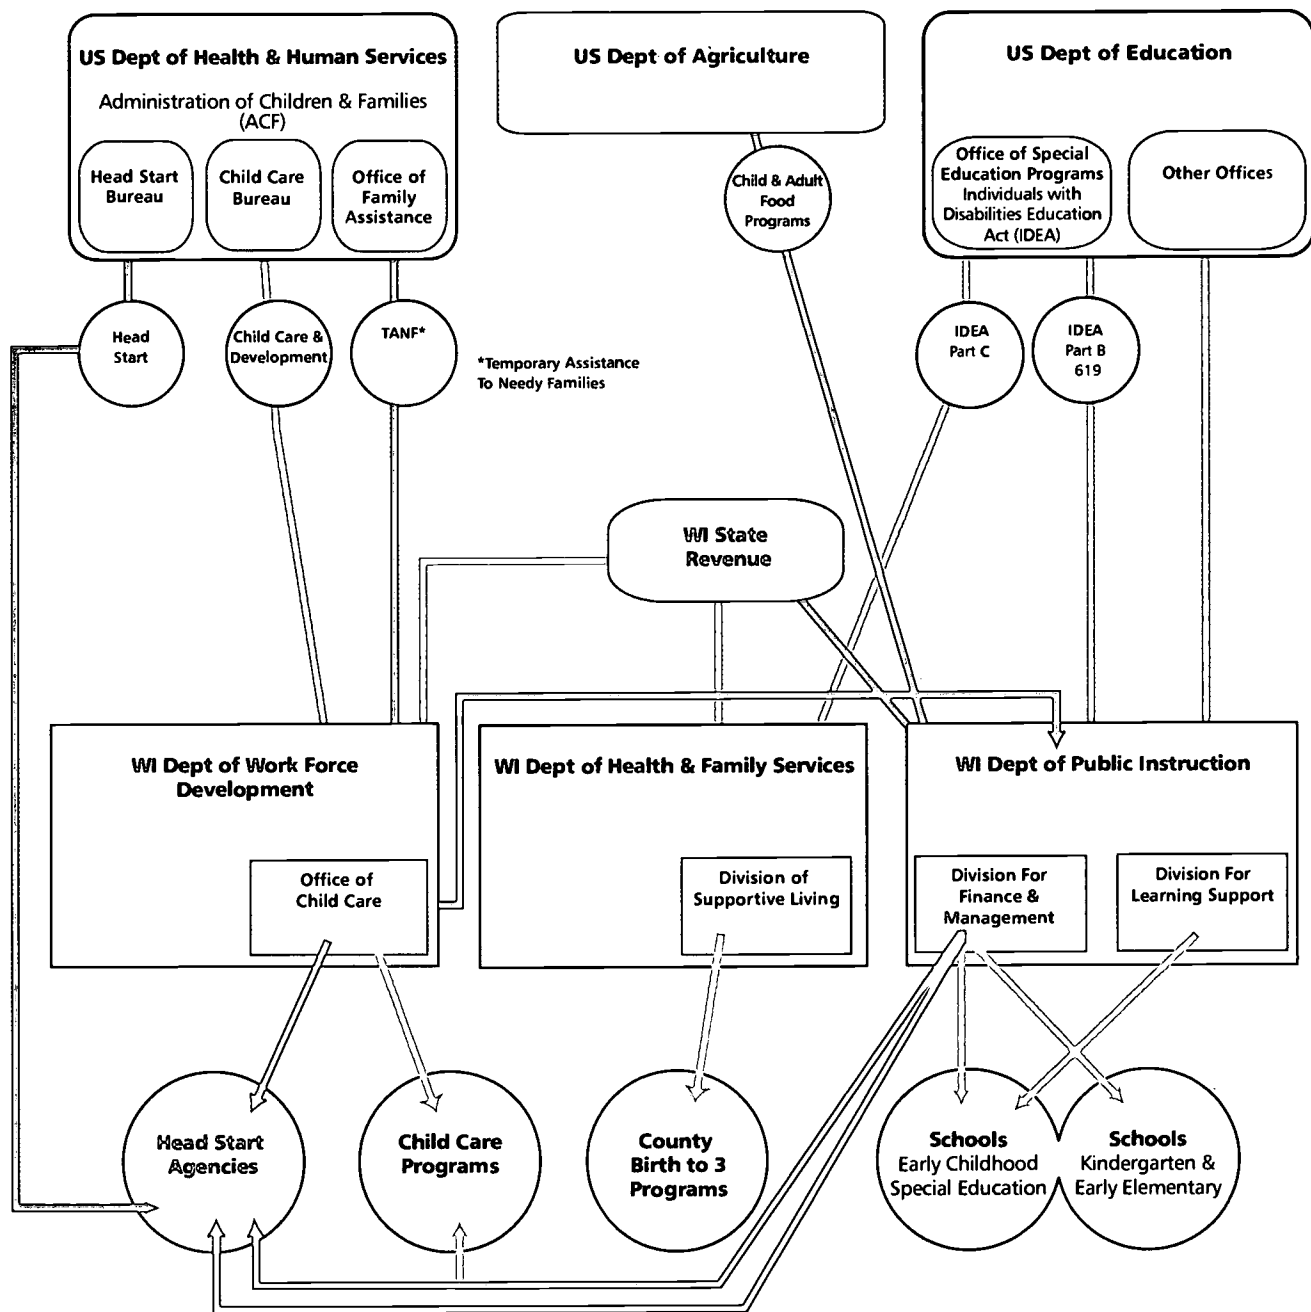 US Dept of Health & Human Services
Administration of Children & Families
(ACF)
Head Start
Bureau
Child Care
Bureau
Office of
Family
Assistance
US Dept of Agriculture
Child & Adult
Food
Programs
US Dept of Education
Office of Special
Education Programs
Individuals with
Disabilities Education
Act (IDEA)
Other Offices
Head
Start
Child Care &
Development
TANF*
*Temporary Assistance
To Needy Families
IDEA
Part C
IDEA
Part B
619
WI State
Revenue
WI Dept of Work Force
Development
Office of
Child Care
WI Dept of Health & Family Services
Division of
Supportive Living
WI Dept of Public Instruction
Division For
Finance &
Management
Division For
Learning Support
Head Start
Agencies
Child Care
Programs
County
Birth to 3
Programs
Schools
Early Childhood
Special Education
Schools
Kindergarten &
Early Elementary